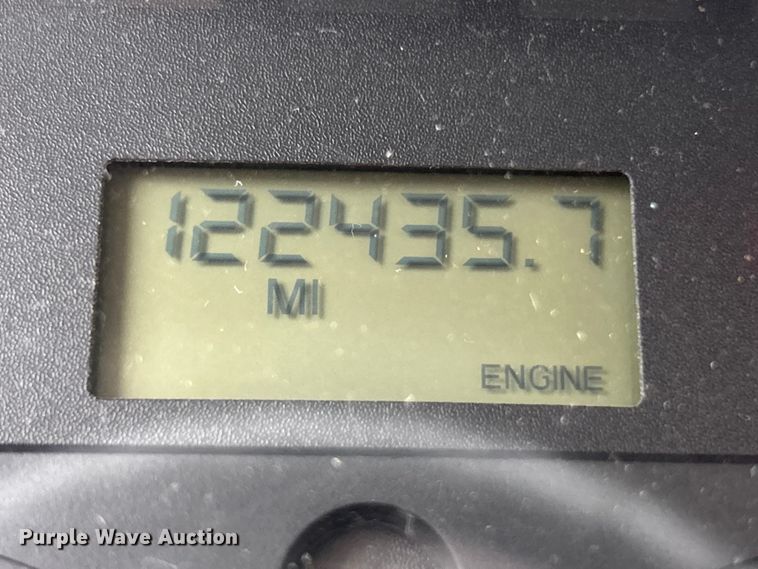 122435.7
MI
ENGINE
Purple Wave Auction